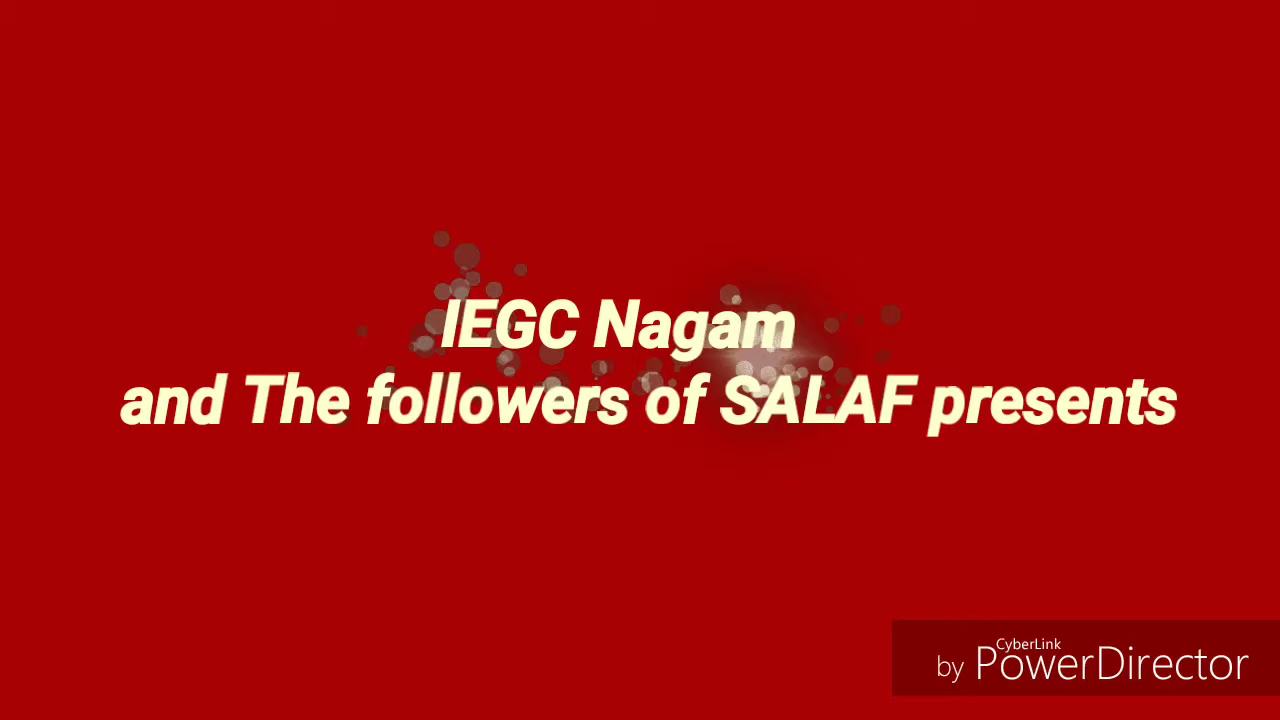 IEGC Nagam
and The followers of SALAF presents
CyberLink
by PowerDirector